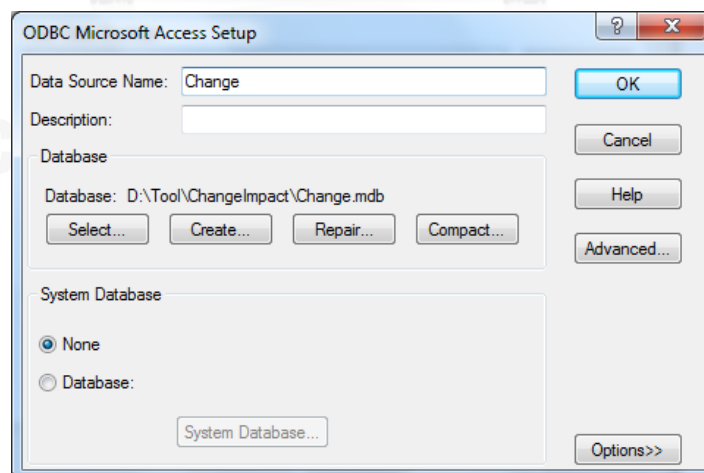 ODBC Microsoft Access Setup
Data Source Name: Change
OK
Description:
Cancel
Database
Database: D:\Tool\ChangeImpact\Change.mdb
Help
Select... Create... Repair... Compact...
Advanced...
System Database
None
Database:
System Database...
Options>>